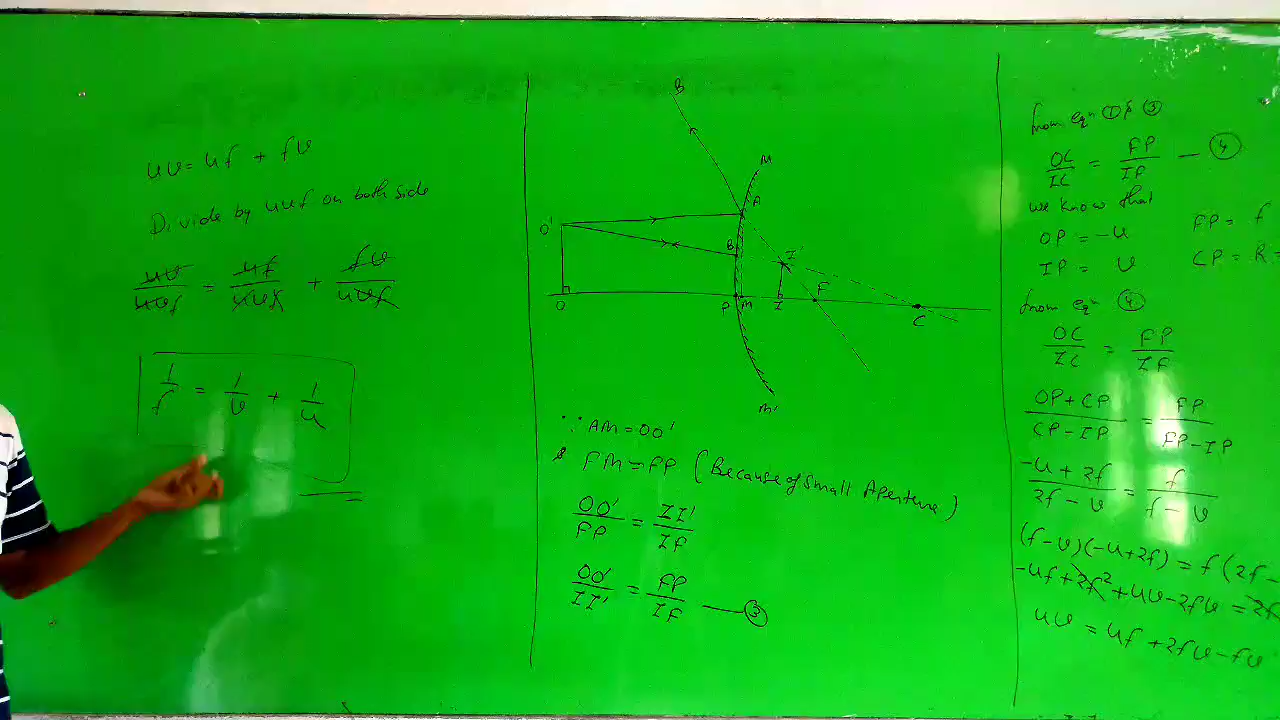 uv = uf + fv
Divide by uvf on both side
uv/uvf = uf/uvf + fv/uvf
1/f = 1/v + 1/u
B
M
A
O'
B
I'
O
P
M
I
F
C
M'
∵ AM = OO'
& FM = FP (Because of small Aperture)
OO'/FP = II'/IF
OO'/II' = FP/IF — ③
from eqn ① & ③
OC/IC = FP/IF — ④
we know that
OP = -u FP = f
IP = v CP = R =
from eqn ④
OC/IC = FP/IF
OP + CP/CP - IP = FP/FP - IP
-u + 2f/2f - v = f/f - v
(f - v)(-u + 2f) = f(2f -
-uf + 2f² + uv - 2fv = 2f
uv = uf + 2fv - fv